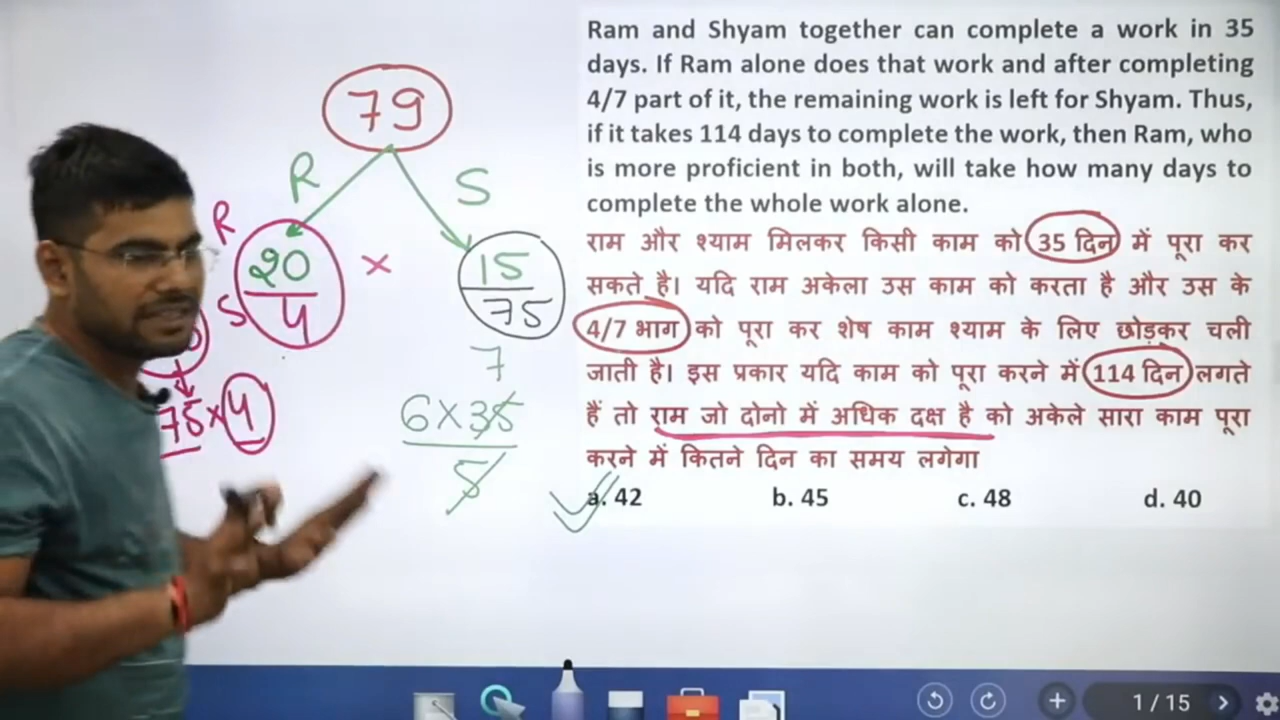 Ram and Shyam together can complete a work in 35
days. If Ram alone does that work and after completing
4/7 part of it, the remaining work is left for Shyam. Thus,
if it takes 114 days to complete the work, then Ram, who
is more proficient in both, will take how many days to
complete the whole work alone.
राम और श्याम मिलकर किसी काम को 35 दिन में पूरा कर
सकते है। यदि राम अकेला उस काम को करता है और उस के
4/7 भाग को पूरा कर शेष काम श्याम के लिए छोड़कर चली
जाती है। इस प्रकार यदि काम को पूरा करने में 114 दिन लगते
हैं तो राम जो दोनो में अधिक दक्ष है को अकेले सारा काम पूरा
करने में कितने दिन का समय लगेगा
a. 42 b. 45 c. 48 d. 40
79
R S
R
20 × 15
4 75
S
75 × 4
7
6 × 35
5
1 / 15